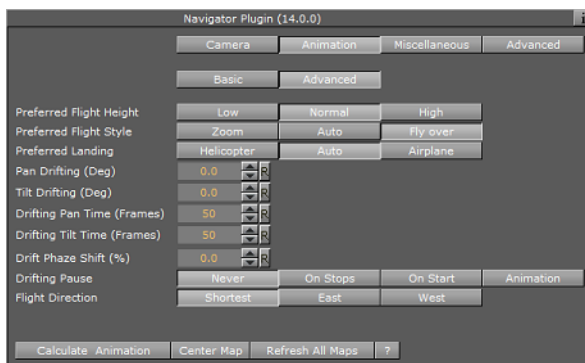 Navigator Plugin (14.0.0) i
Camera Animation Miscellaneous Advanced
Basic Advanced
Preferred Flight Height Low Normal High
Preferred Flight Style Zoom Auto Fly over
Preferred Landing Helicopter Auto Airplane
Pan Drifting (Deg) 0.0 R
Tilt Drifting (Deg) 0.0 R
Drifting Pan Time (Frames) 50 R
Drifting Tilt Time (Frames) 50 R
Drift Phaze Shift (%) 0.0 R
Drifting Pause Never On Stops On Start Animation
Flight Direction Shortest East West
Calculate Animation Center Map Refresh All Maps ?